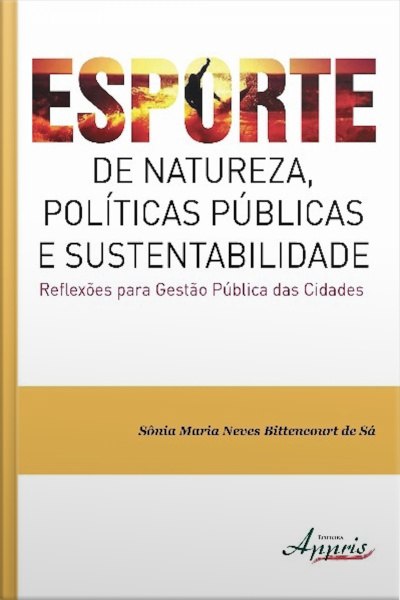 ESPORTE
DE NATUREZA,
POLÍTICAS PÚBLICAS
E SUSTENTABILIDADE
Reflexões para Gestão Pública das Cidades
Sônia Maria Neves Bittencourt de Sá
EDITORA
Appris